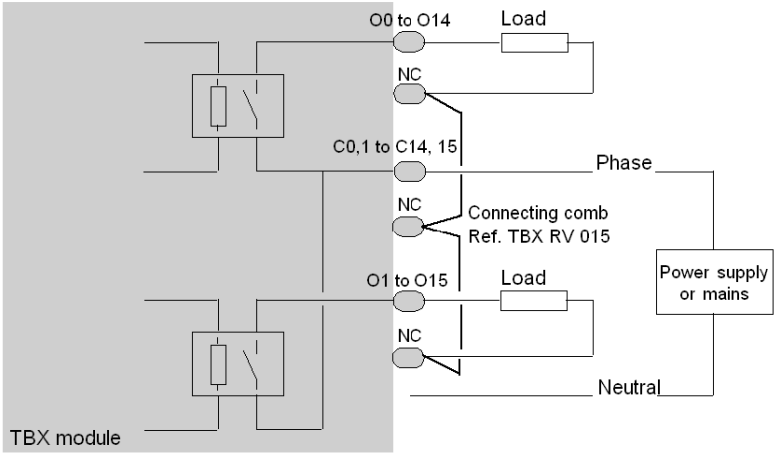 O0 to O14
Load
NC
C0,1 to C14, 15
Phase
NC
Connecting comb
Ref. TBX RV 015
Power supply
or mains
O1 to O15
Load
NC
Neutral
TBX module